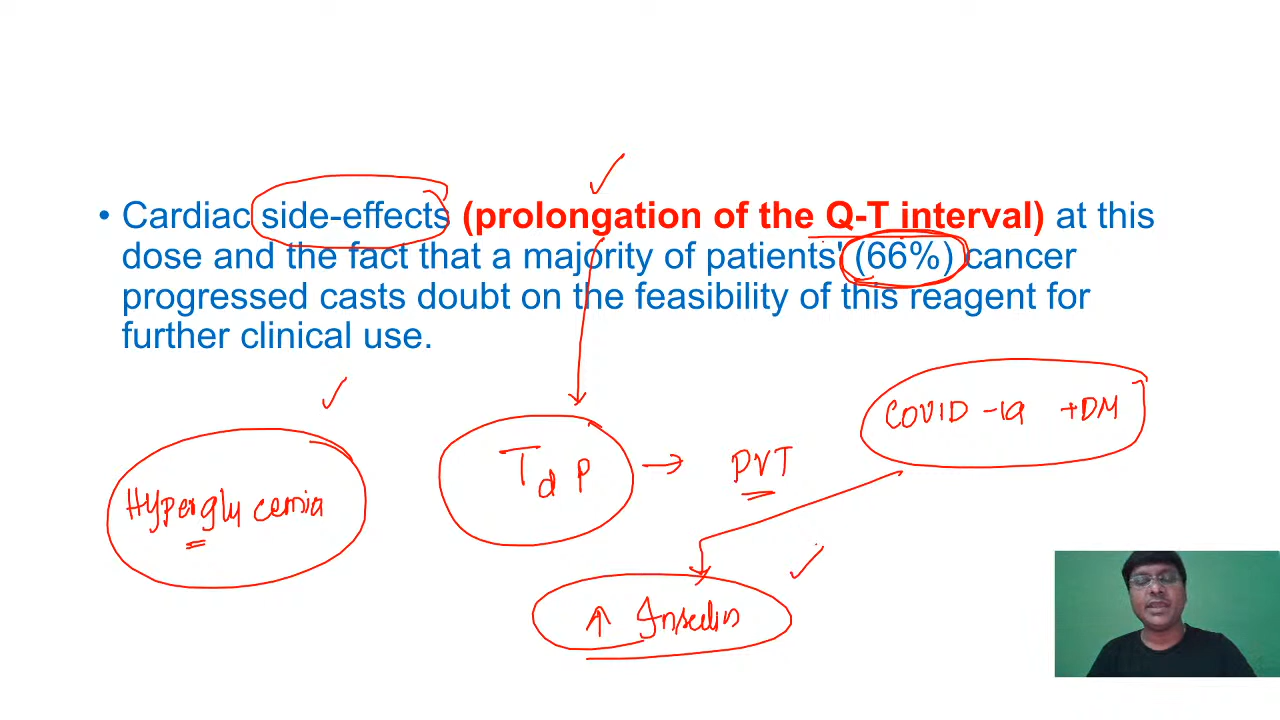 • Cardiac side-effects (prolongation of the Q-T interval) at this
dose and the fact that a majority of patients' (66%) cancer
progressed casts doubt on the feasibility of this reagent for
further clinical use.
COVID-19 +DM
TdP → PVT
Hyperglycemia
↑ Insulin